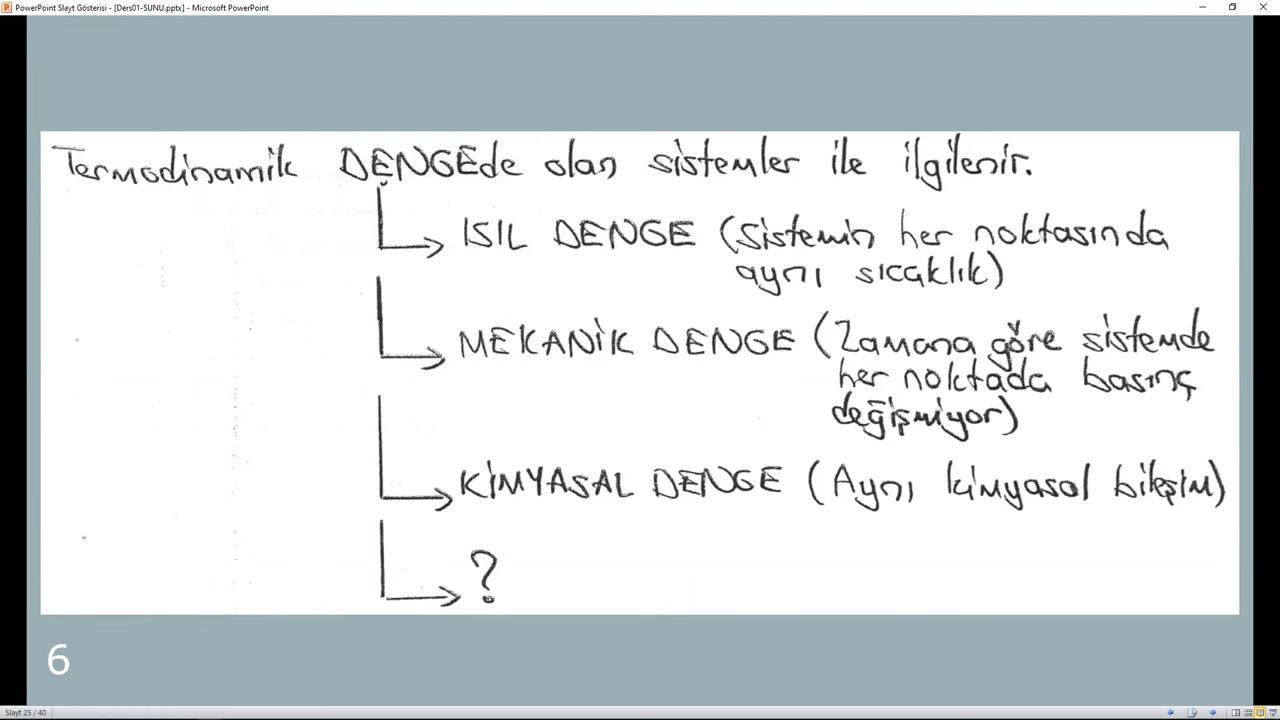 PowerPoint Slayt Gösterisi - [Ders01-SUNU.pptx] - Microsoft PowerPoint
Termodinamik DENGEde olan sistemler ile ilgilenir.
ISIL DENGE (Sistemin her noktasında
aynı sıcaklık)
MEKANİK DENGE (Zamana göre sistemde
her noktada basınç
değişmiyor)
KİMYASAL DENGE (Aynı kimyasal bileşim)
?
6
Slayt 25 / 40